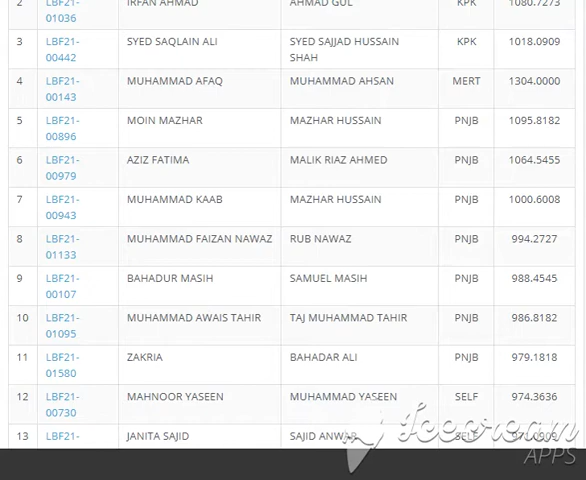 2 LBF21- IRFAN AHMAD AHMAD GUL KPK 1080.7273
01036
3 LBF21- SYED SAQLAIN ALI SYED SAJJAD HUSSAIN KPK 1018.0909
00442 SHAH
4 LBF21- MUHAMMAD AFAQ MUHAMMAD AHSAN MERT 1304.0000
00143
5 LBF21- MOIN MAZHAR MAZHAR HUSSAIN PNJB 1095.8182
00896
6 LBF21- AZIZ FATIMA MALIK RIAZ AHMED PNJB 1064.5455
00979
7 LBF21- MUHAMMAD KAAB MAZHAR HUSSAIN PNJB 1000.6008
00943
8 LBF21- MUHAMMAD FAIZAN NAWAZ RUB NAWAZ PNJB 994.2727
01133
9 LBF21- BAHADUR MASIH SAMUEL MASIH PNJB 988.4545
00107
10 LBF21- MUHAMMAD AWAIS TAHIR TAJ MUHAMMAD TAHIR PNJB 986.8182
01095
11 LBF21- ZAKRIA BAHADAR ALI PNJB 979.1818
01580
12 LBF21- MAHNOOR YASEEN MUHAMMAD YASEEN SELF 974.3636
00730
13 LBF21- JANITA SAJID SAJID ANWAR SELF 971.0909
Icecream
APPS